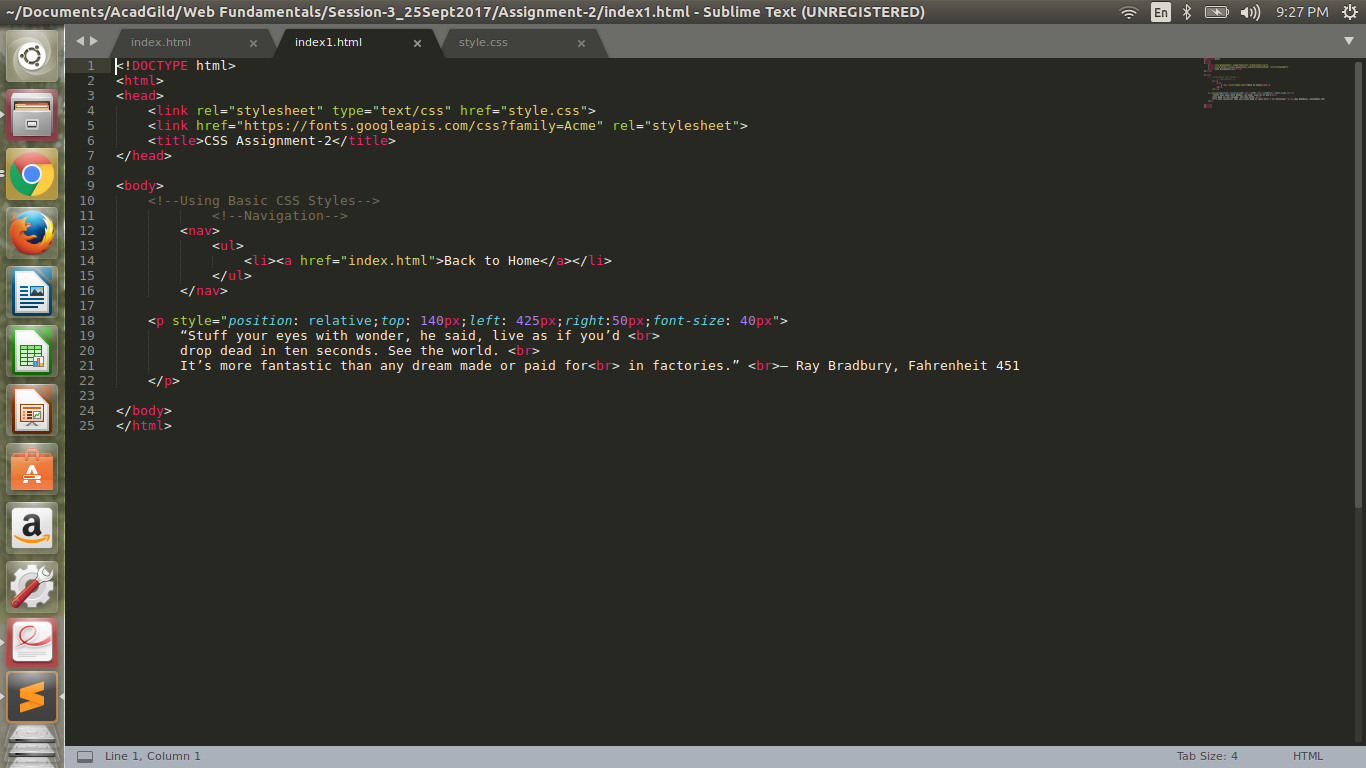 ~/Documents/AcadGild/Web Fundamentals/Session-3_25Sept2017/Assignment-2/index1.html - Sublime Text (UNREGISTERED)
En
9:27 PM
index.html ×
index1.html ×
style.css ×
1 <!DOCTYPE html>
2 <html>
3 <head>
4     <link rel="stylesheet" type="text/css" href="style.css">
5     <link href="https://fonts.googleapis.com/css?family=Acme" rel="stylesheet">
6     <title>CSS Assignment-2</title>
7 </head>
8
9 <body>
10     <!--Using Basic CSS Styles-->
11             <!--Navigation-->
12         <nav>
13             <ul>
14                 <li><a href="index.html">Back to Home</a></li>
15             </ul>
16         </nav>
17
18     <p style="position: relative;top: 140px;left: 425px;right:50px;font-size: 40px">
19         “Stuff your eyes with wonder, he said, live as if you’d <br>
20         drop dead in ten seconds. See the world. <br>
21         It’s more fantastic than any dream made or paid for<br> in factories.” <br>― Ray Bradbury, Fahrenheit 451
22     </p>
23
24 </body>
25 </html>
Line 1, Column 1
Tab Size: 4
HTML